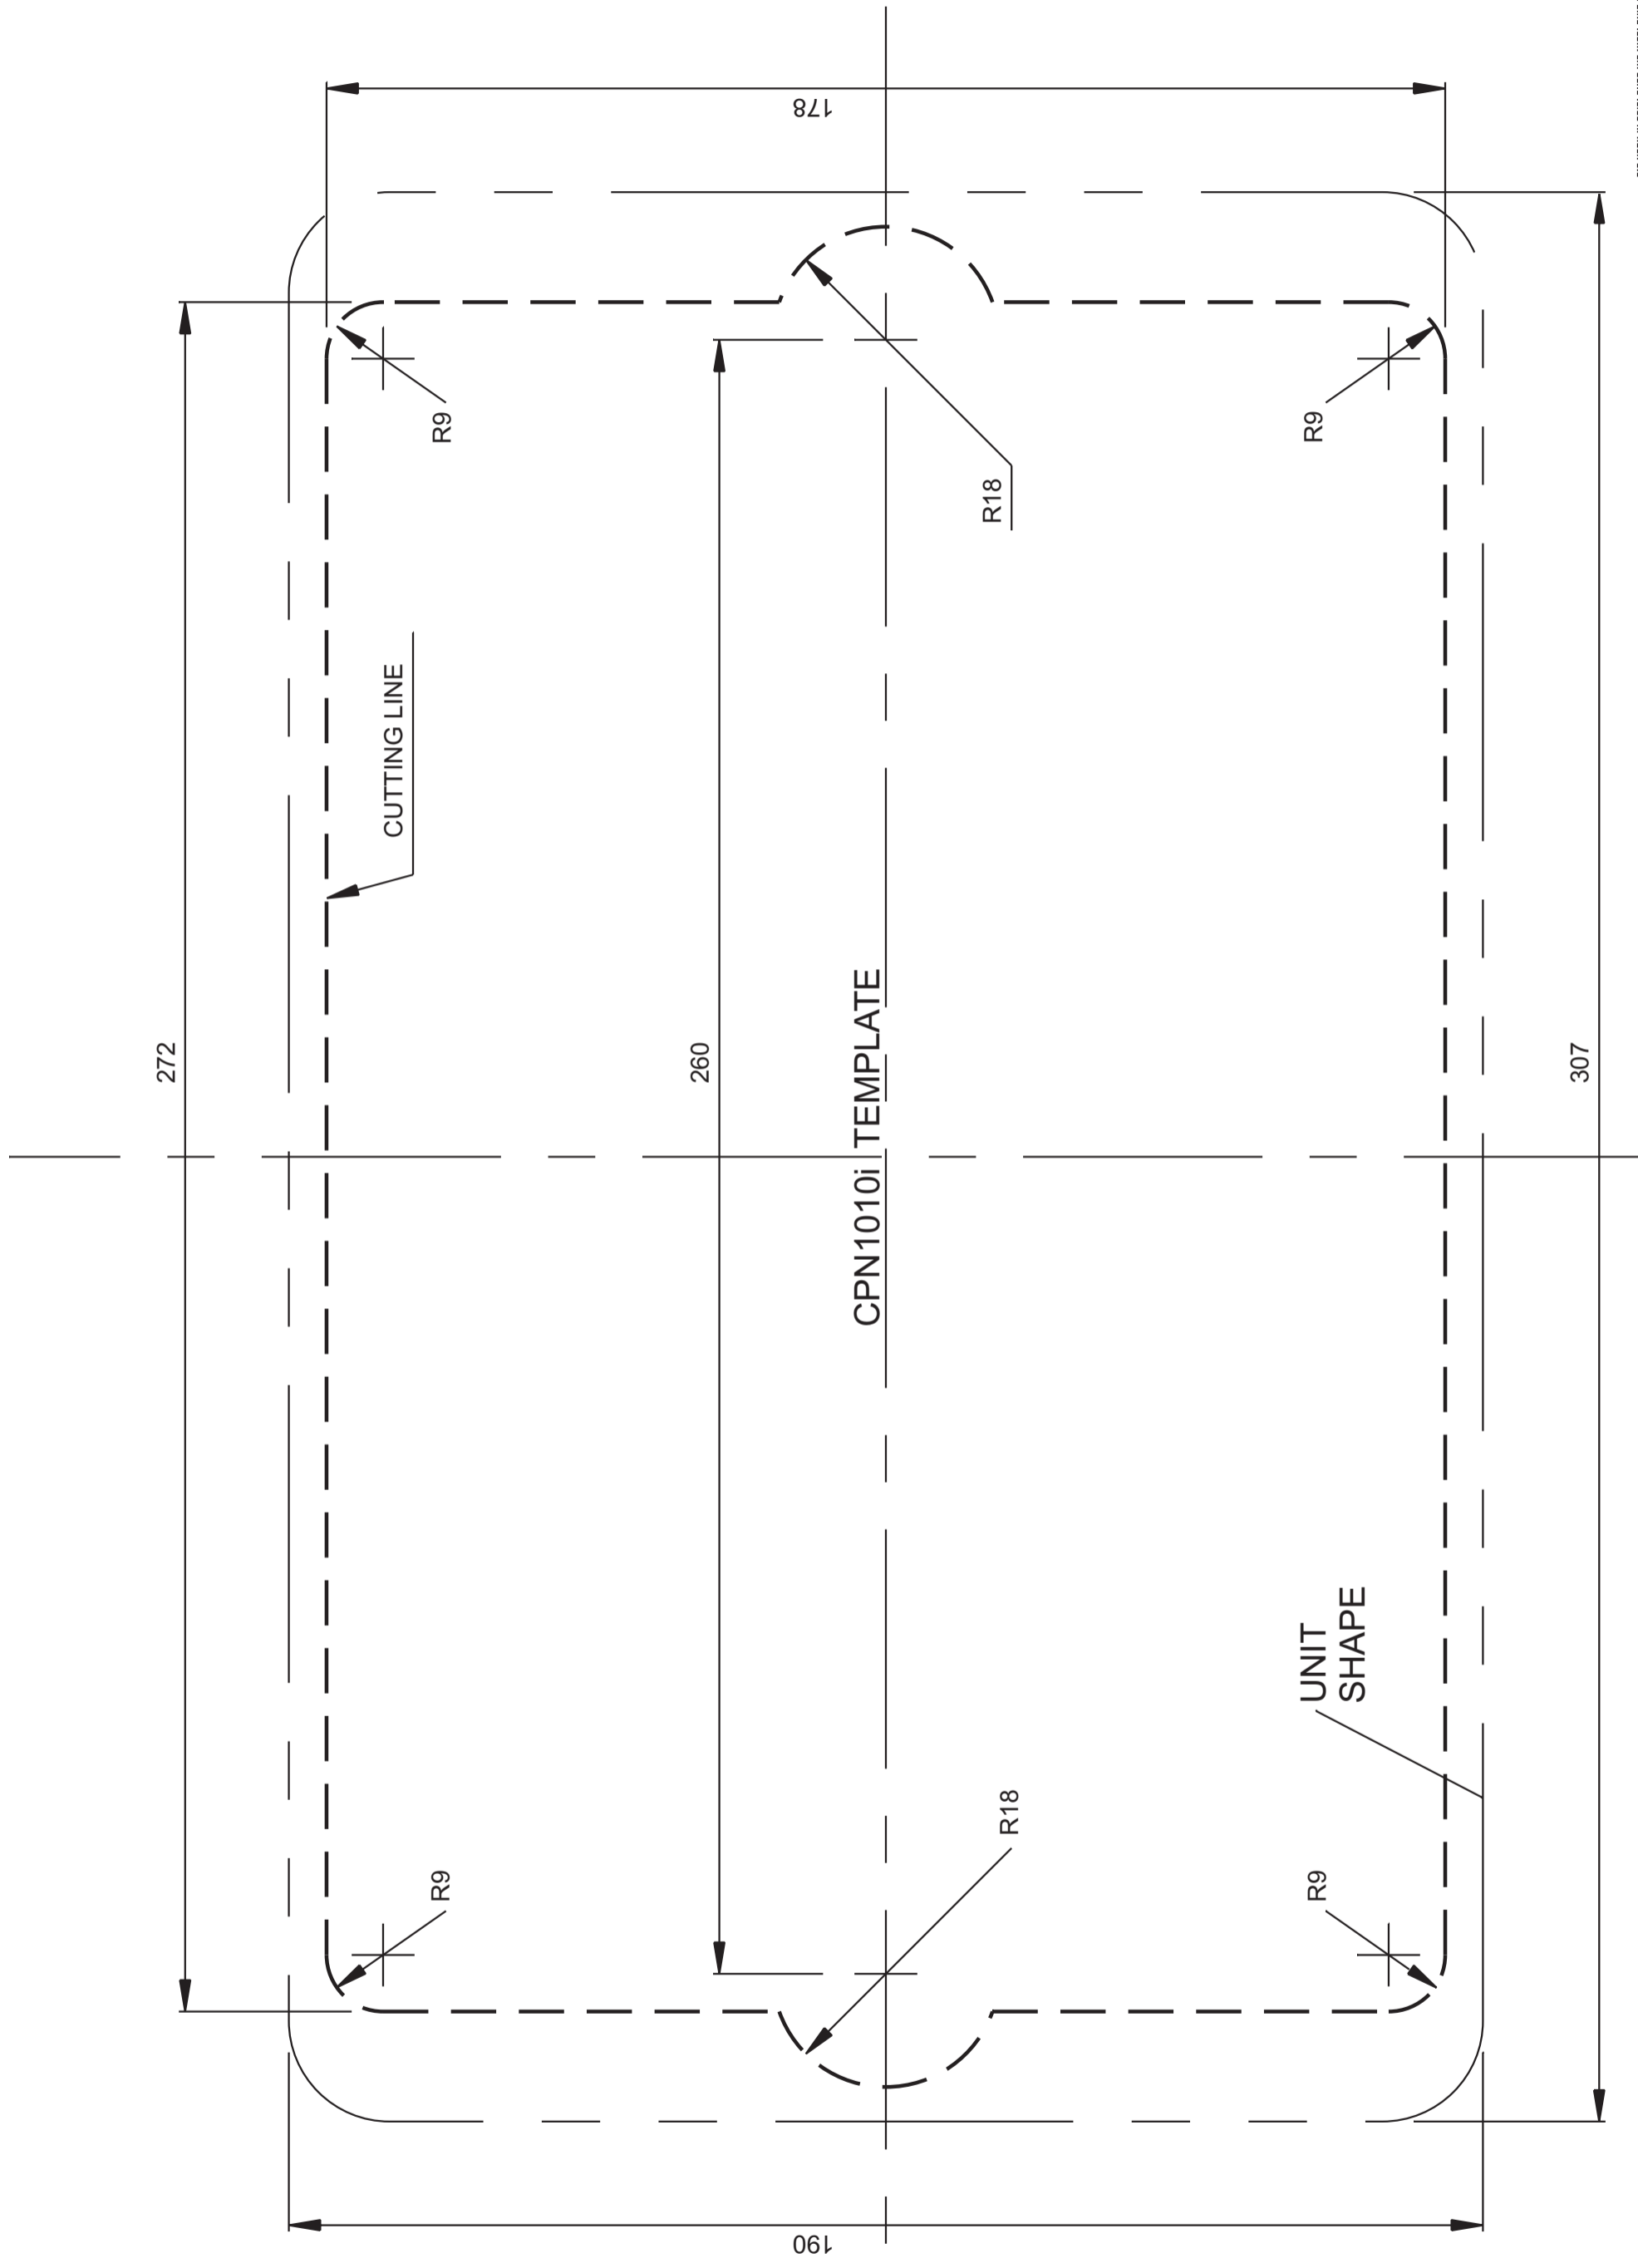 178
R9
R9
R18
CUTTING LINE
272
260
307
CPN1010i TEMPLATE
UNIT
SHAPE
R18
R9
R9
190